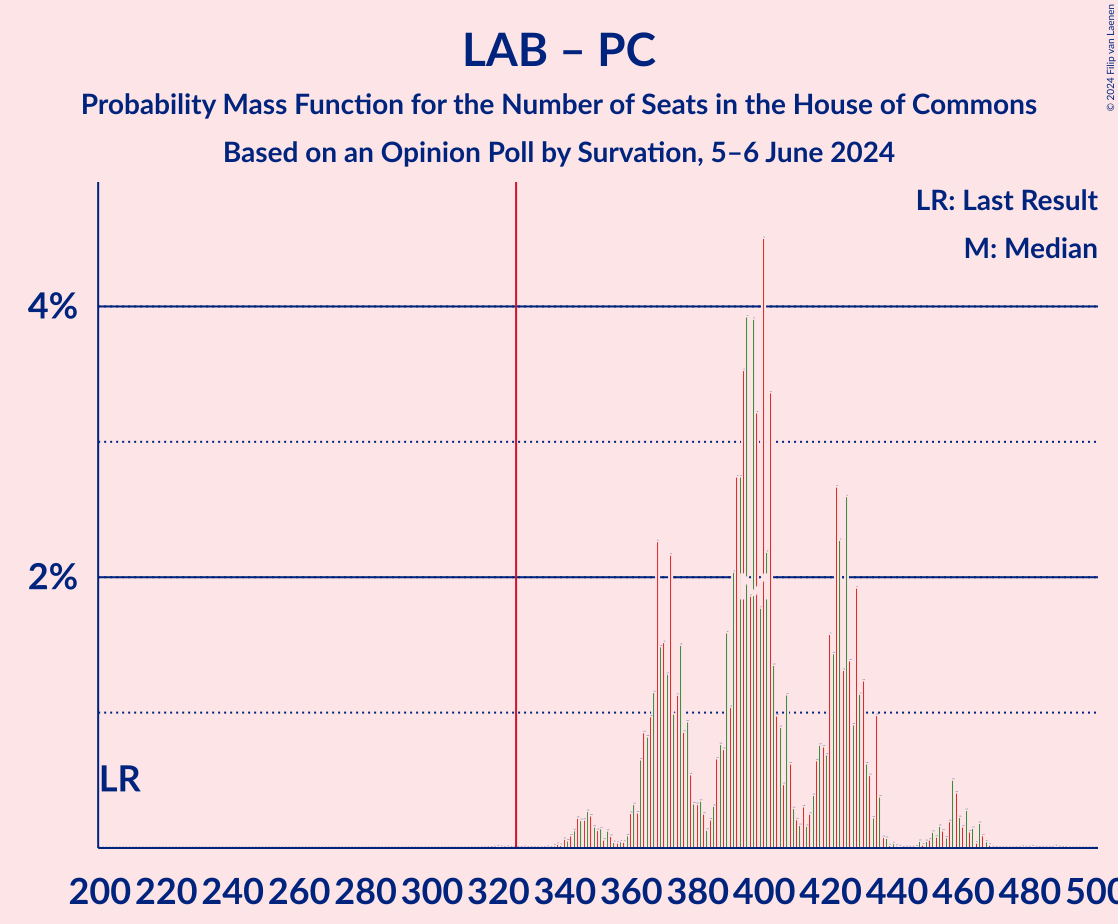 LAB – PC
Probability Mass Function for the Number of Seats in the House of Commons
Based on an Opinion Poll by Survation, 5–6 June 2024
© 2024 Filip van Laenen
LR: Last Result
M: Median
4%
2%
LR
200 220 240 260 280 300 320 340 360 380 400 420 440 460 480 500